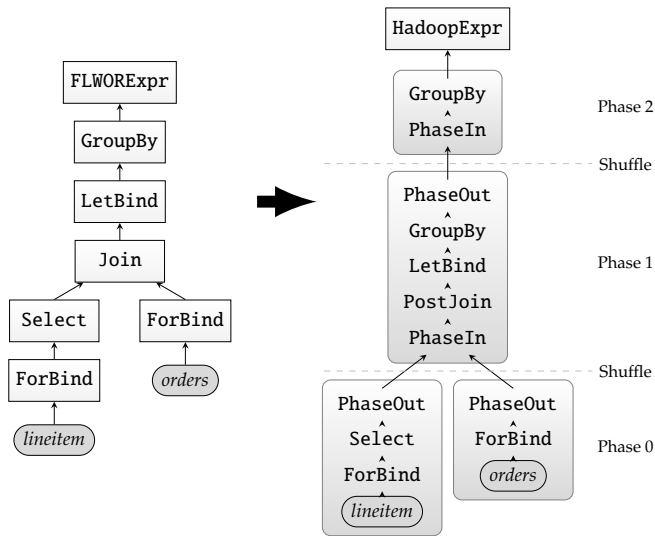 FLWORExpr
GroupBy
LetBind
Join
Select
ForBind
ForBind
orders
lineitem
HadoopExpr
GroupBy
PhaseIn
Phase 2
Shuffle
PhaseOut
GroupBy
LetBind
PostJoin
PhaseIn
Phase 1
Shuffle
PhaseOut
Select
ForBind
lineitem
PhaseOut
ForBind
orders
Phase 0